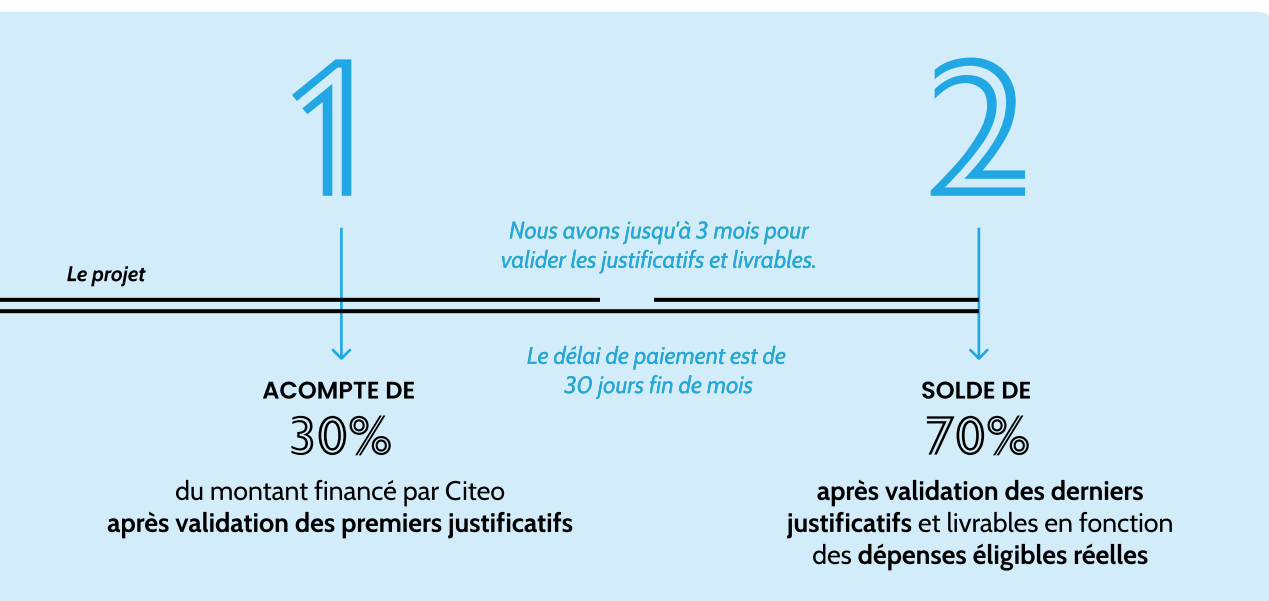 1
2
Nous avons jusqu'à 3 mois pour
valider les justificatifs et livrables.
Le projet
Le délai de paiement est de
30 jours fin de mois
ACOMPTE DE
30%
du montant financé par Citeo
après validation des premiers justificatifs
SOLDE DE
70%
après validation des derniers
justificatifs et livrables en fonction
des dépenses éligibles réelles